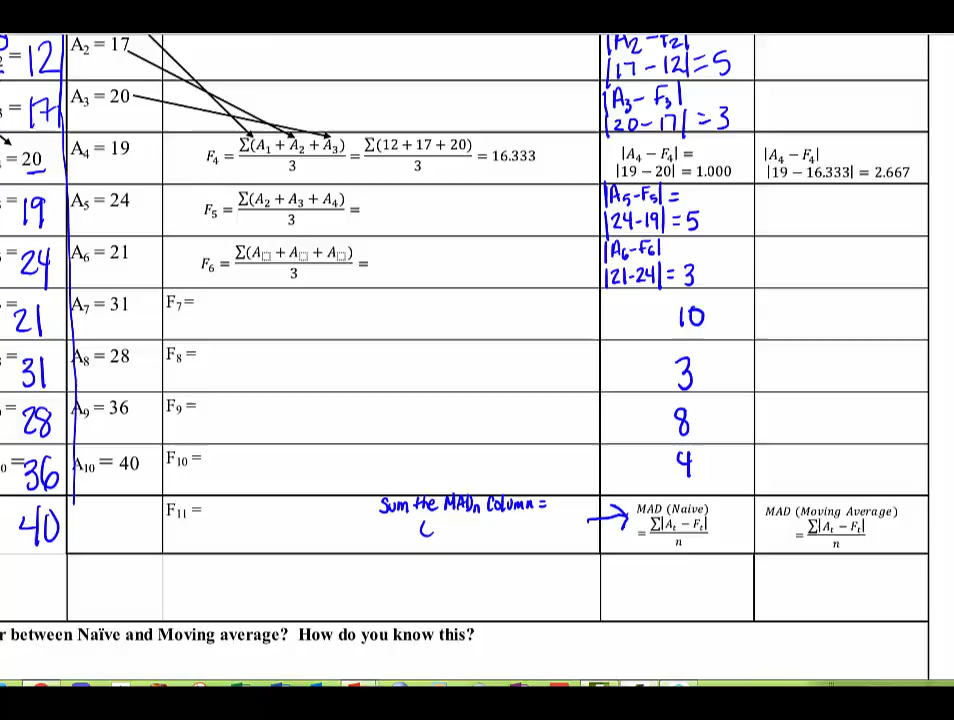 = 12 A₂ = 17 |A₂ - F₂|
|17 - 12| = 5
= 17 A₃ = 20 |A₃ - F₃|
|20 - 17| = 3
= 20 A₄ = 19 F₄ = Σ(A₁ + A₂ + A₃)/3 = Σ(12 + 17 + 20)/3 = 16.333 |A₄ − F₄| = |A₄ − F₄|
|19 − 20| = 1.000 |19 − 16.333| = 2.667
= 19 A₅ = 24 F₅ = Σ(A₂ + A₃ + A₄)/3 = |A₅-F₅| =
|24-19| = 5
= 24 A₆ = 21 F₆ = Σ(A□ + A□ + A□)/3 = |A₆-F₆|
|21-24| = 3
= 21 A₇ = 31 F₇= 10
= 31 A₈ = 28 F₈ = 3
= 28 A₉ = 36 F₉ = 8
₀ = 36 A₁₀ = 40 F₁₀ = 4
40 F₁₁ = Sum the MADn Column = MAD (Naive) MAD (Moving Average)
= Σ|Aₜ − Fₜ|/n = Σ|Aₜ − Fₜ|/n
r between Naïve and Moving average? How do you know this?